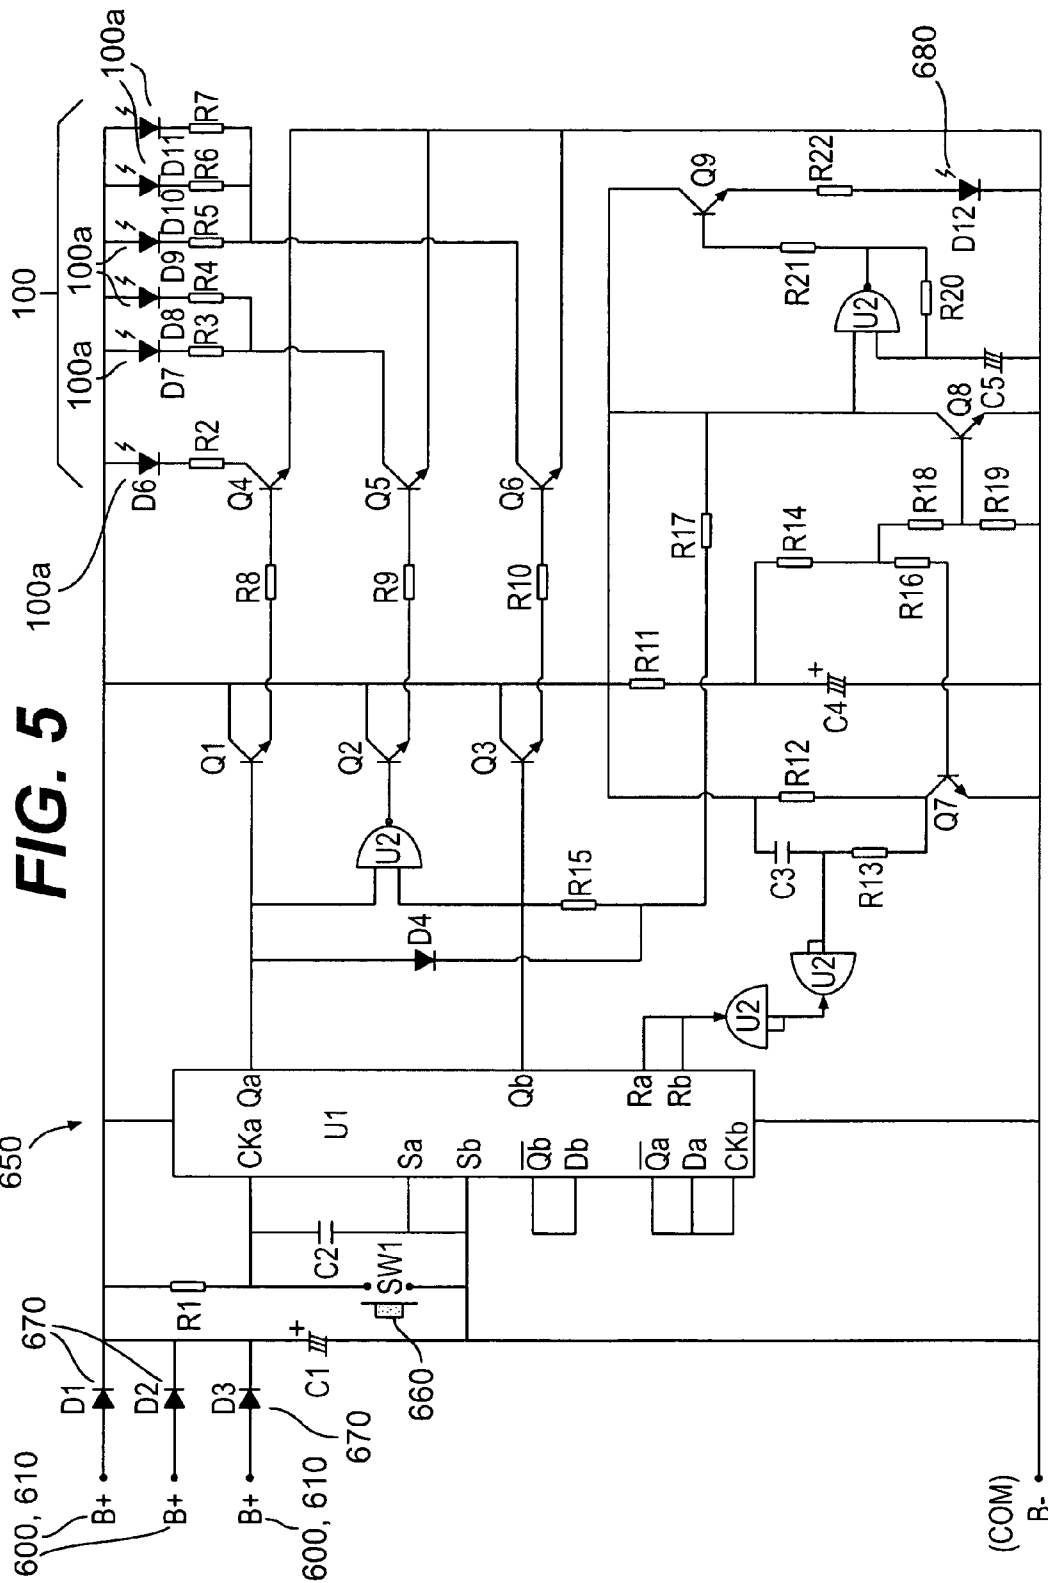 FIG. 5
650
600, 610
B+
B+
B+
600, 610
D1
670
D2
D3
670
R1
C1
+
C2
SW1
660
CKa
Qa
U1
Sa
Sb
Qb
Qb
Db
Ra
Rb
Qa
Da
CKb
D4
R15
U2
U2
U2
Q1
Q2
Q3
R8
R9
R10
Q4
Q5
Q6
100
100a
100a
100a
100a
D6
R2
D7
R3
D8
R4
D9
R5
D10
R6
D11
R7
R11
R17
C3
R12
R13
Q7
C4
+
R14
R16
R18
R19
Q8
C5
U2
R20
R21
Q9
R22
D12
680
(COM)
B-